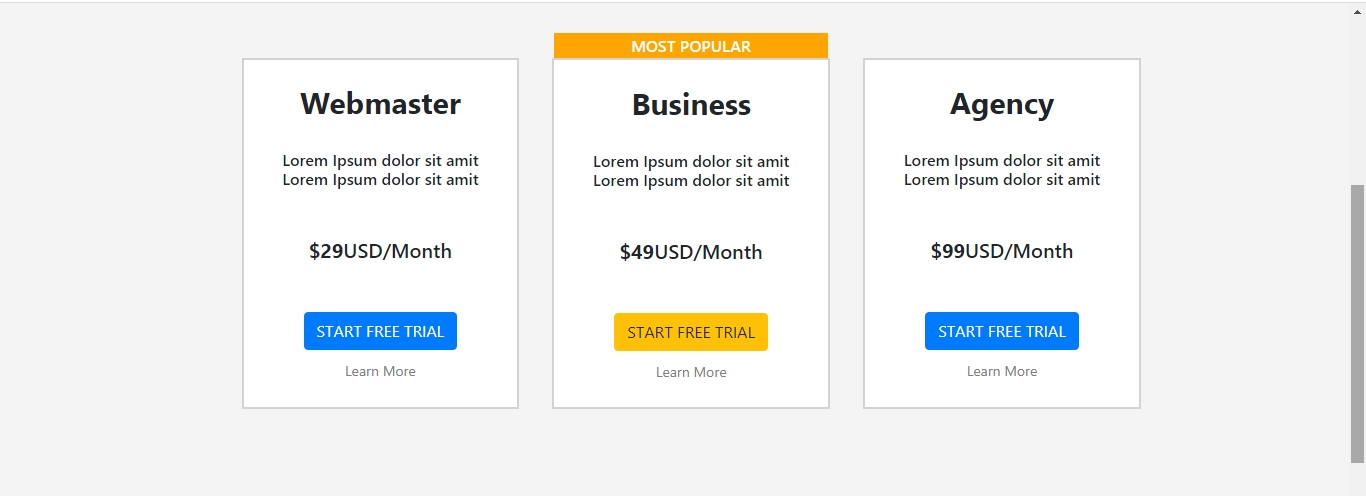 MOST POPULAR
Webmaster
Lorem Ipsum dolor sit amit
Lorem Ipsum dolor sit amit
$29USD/Month
START FREE TRIAL
Learn More
Business
Lorem Ipsum dolor sit amit
Lorem Ipsum dolor sit amit
$49USD/Month
START FREE TRIAL
Learn More
Agency
Lorem Ipsum dolor sit amit
Lorem Ipsum dolor sit amit
$99USD/Month
START FREE TRIAL
Learn More